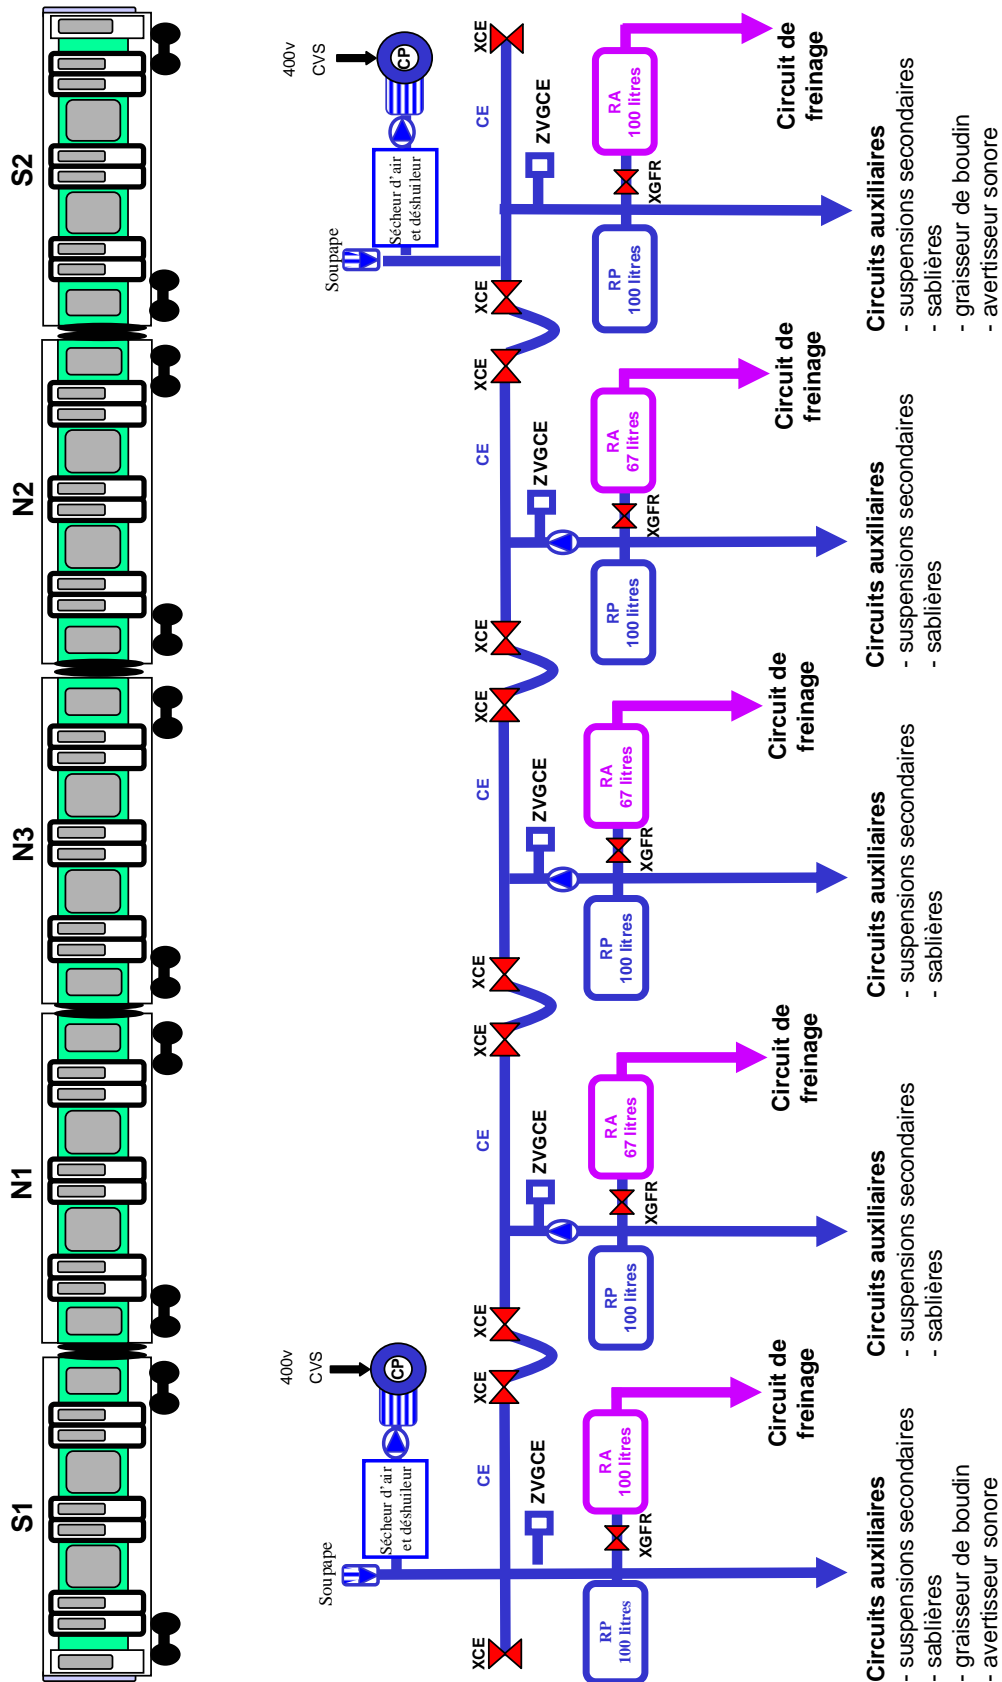 S1
N1
N3
N2
S2
400v
CVS
CP
Sécheur d'air
et déshuileur
Soupape
XCE
CE
XCE
ZVGCE
RP
100 litres
XGFR
RA
100 litres
Circuit de
freinage
Circuits auxiliaires
- suspensions secondaires
- sablières
- graisseur de boudin
- avertisseur sonore
XCE
CE
XCE
ZVGCE
RP
100 litres
XGFR
RA
67 litres
Circuit de
freinage
Circuits auxiliaires
- suspensions secondaires
- sablières
XCE
CE
XCE
ZVGCE
RP
100 litres
XGFR
RA
67 litres
Circuit de
freinage
Circuits auxiliaires
- suspensions secondaires
- sablières
XCE
CE
XCE
ZVGCE
RP
100 litres
XGFR
RA
67 litres
Circuit de
freinage
Circuits auxiliaires
- suspensions secondaires
- sablières
400v
CVS
CP
Sécheur d'air
et déshuileur
Soupape
XCE
CE
XCE
ZVGCE
RP
100 litres
XGFR
RA
100 litres
Circuit de
freinage
Circuits auxiliaires
- suspensions secondaires
- sablières
- graisseur de boudin
- avertisseur sonore